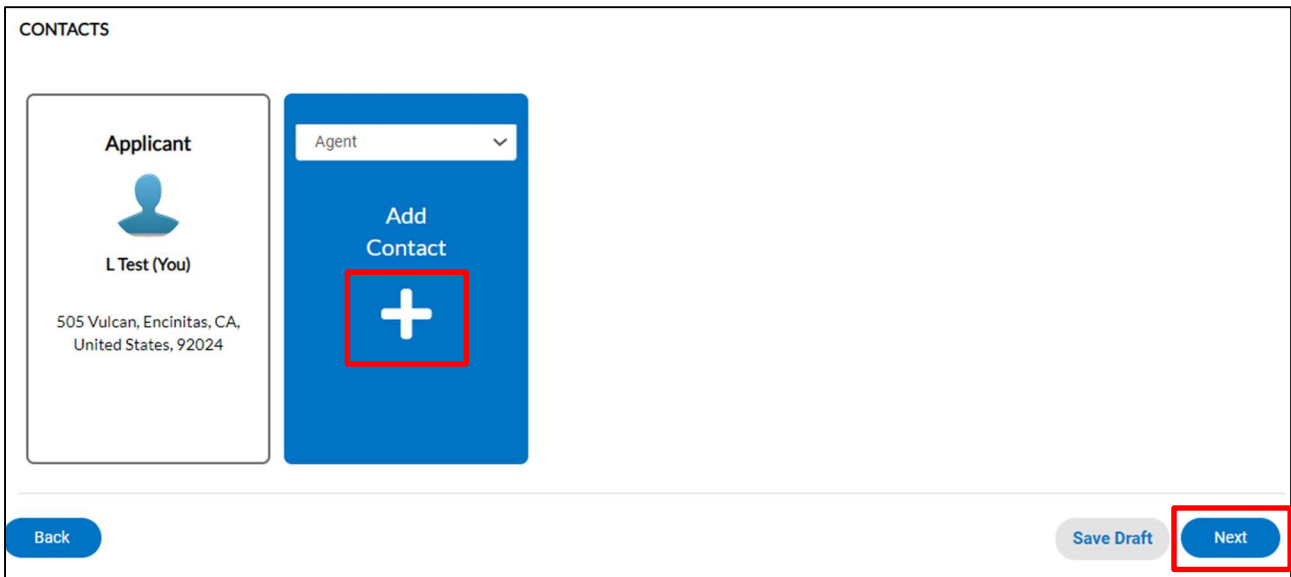 CONTACTS
Applicant
L Test (You)
505 Vulcan, Encinitas, CA,
United States, 92024
Agent
Add
Contact
Back
Save Draft
Next